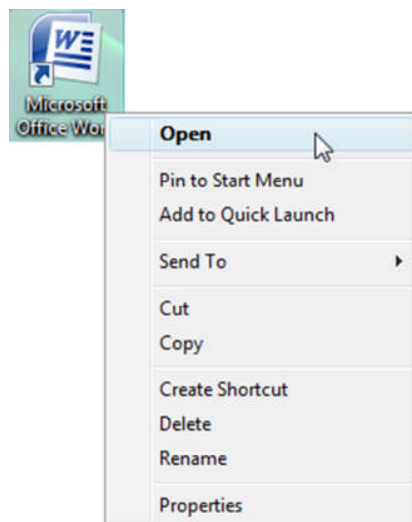 Microsoft
Office Wor
Open
Pin to Start Menu
Add to Quick Launch
Send To
Cut
Copy
Create Shortcut
Delete
Rename
Properties